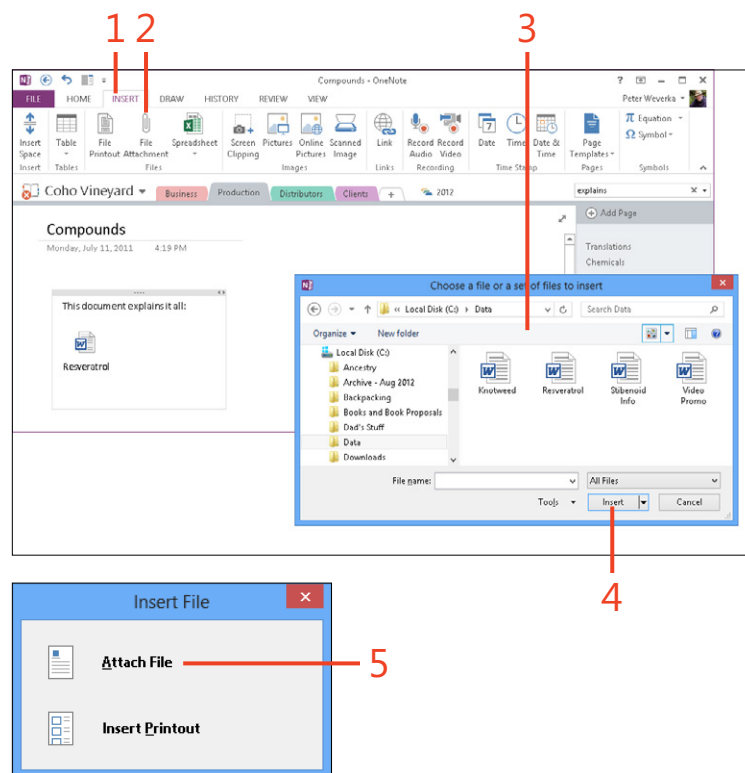 1 2 3
Compounds - OneNote
FILE HOME INSERT DRAW HISTORY REVIEW VIEW Peter Weverka
Insert Space Table File Printout File Attachment Spreadsheet Screen Clipping Pictures Online Pictures Scanned Image Link Record Audio Record Video Date Time Date & Time Page Templates Equation
Symbol
Insert Tables Files Images Links Recording Time Stamp Pages Symbols
Coho Vineyard Business Production Distributors Clients + 2012 explains
Add Page
Compounds
Monday, July 11, 2011 4:19 PM
Translations
Chemicals
This document explains it all:
Resveratrol
Choose a file or a set of files to insert
« Local Disk (C:) Data Search Data
Organize New folder
Local Disk (C:)
Ancestry
Archive - Aug 2012
Backpacking
Books and Book Proposals
Dad's Stuff
Data
Downloads
Knotweed Resveratrol Stibenoid Info Video Promo
File name: All Files
Tools Insert Cancel
4
Insert File
Attach File 5
Insert Printout